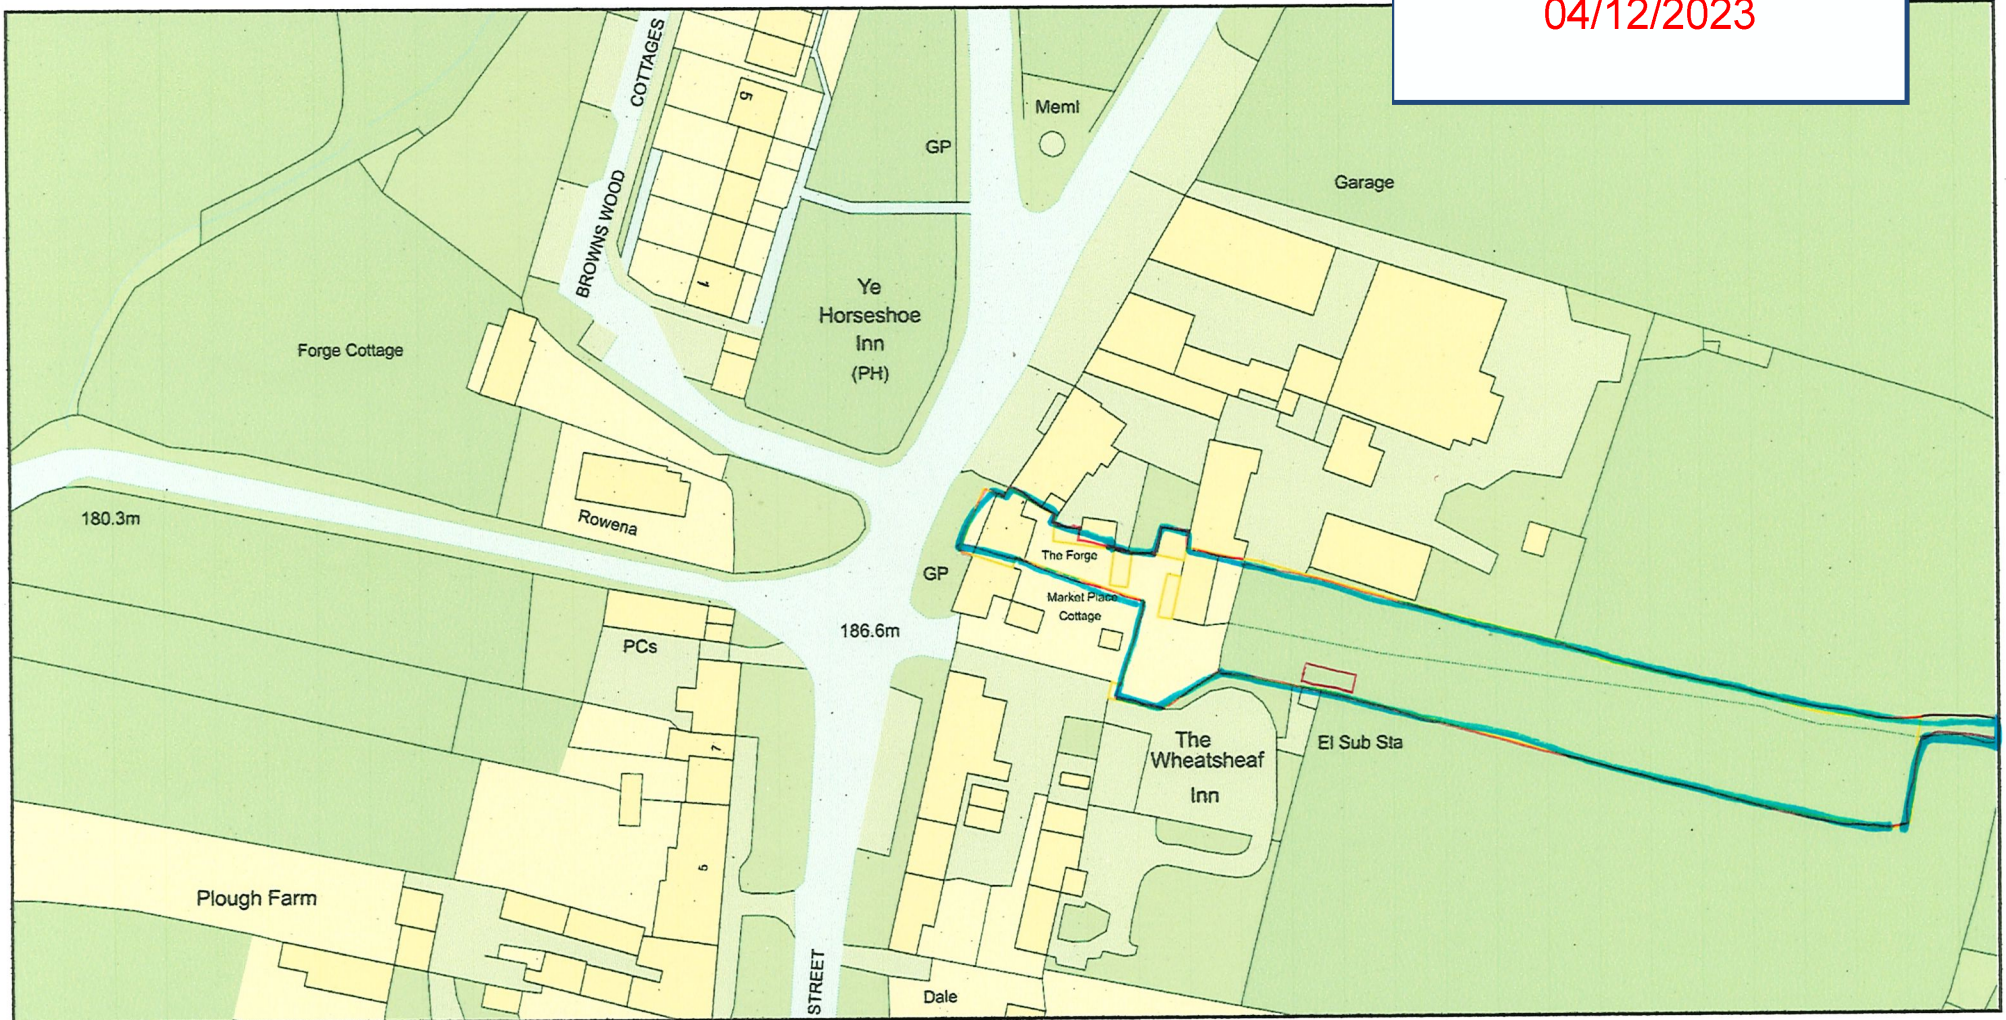 04/12/2023
COTTAGES
5
Meml
GP
Garage
BROWNS WOOD
1
Ye
Horseshoe
Inn
(PH)
Forge Cottage
180.3m
Rowena
The Forge
GP
Market Place
Cottage
186.6m
PCs
The
Wheatsheaf
Inn
El Sub Sta
7
5
Plough Farm
STREET
Dale